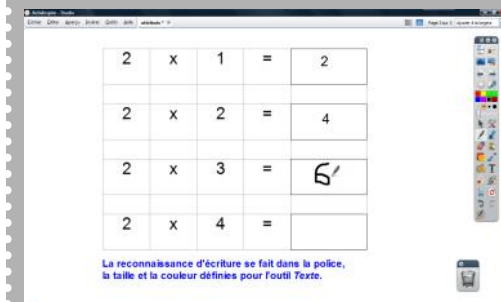 2 x 1 = 2
2 x 2 = 4
2 x 3 = 6
2 x 4 =
La reconnaissance d'écriture se fait dans la police,
la taille et la couleur définies pour l'outil Texte.